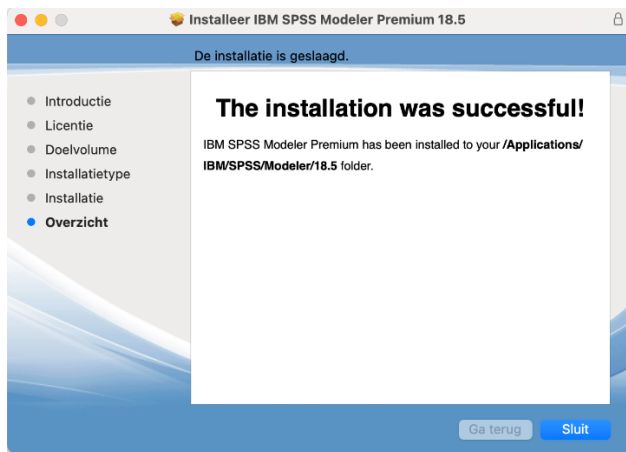 Installeer IBM SPSS Modeler Premium 18.5
De installatie is geslaagd.
Introductie
Licentie
Doelvolume
Installatietype
Installatie
Overzicht
The installation was successful!
IBM SPSS Modeler Premium has been installed to your /Applications/
IBM/SPSS/Modeler/18.5 folder.
Ga terug
Sluit